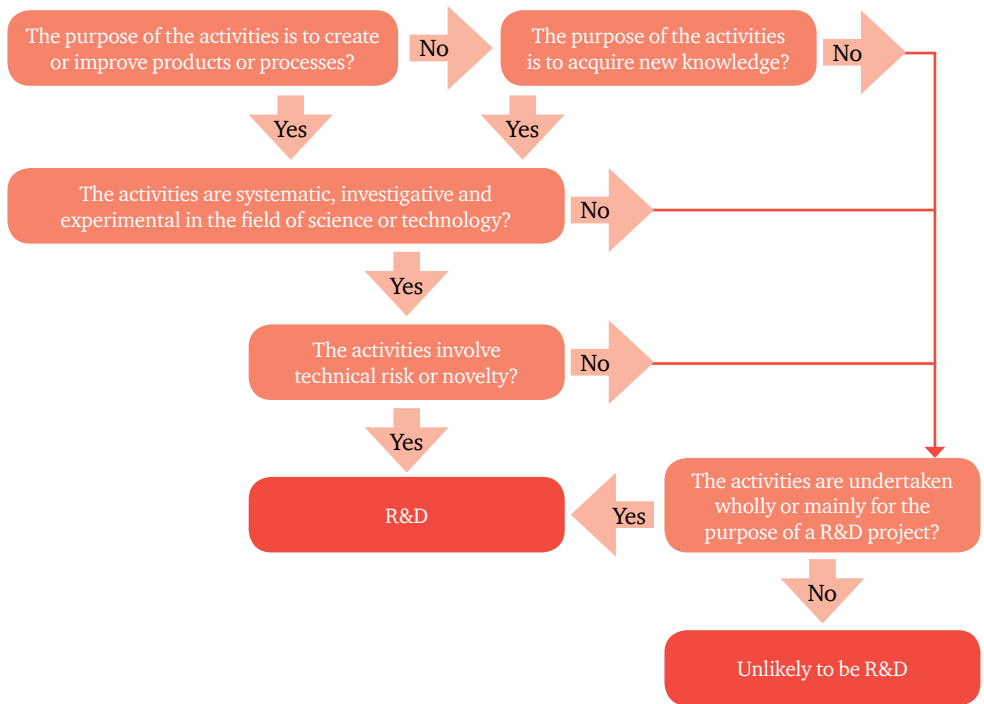 The purpose of the activities is to create
or improve products or processes?
No
The purpose of the activities
is to acquire new knowledge?
No
Yes
Yes
The activities are systematic, investigative and
experimental in the field of science or technology?
No
Yes
The activities involve
technical risk or novelty?
No
Yes
R&D
Yes
The activities are undertaken
wholly or mainly for the
purpose of a R&D project?
No
Unlikely to be R&D